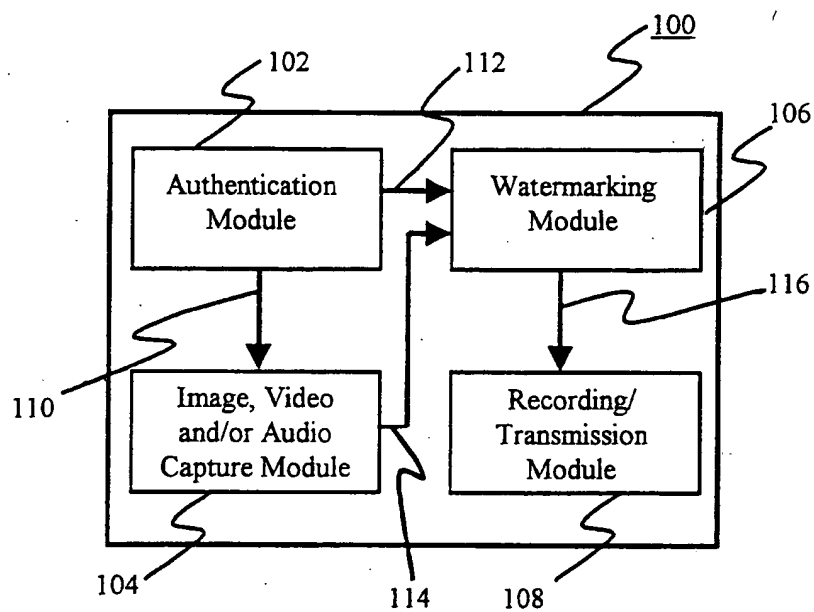 100
102
112
106
Authentication
Module
Watermarking
Module
116
110
Image, Video
and/or Audio
Capture Module
Recording/
Transmission
Module
104
114
108